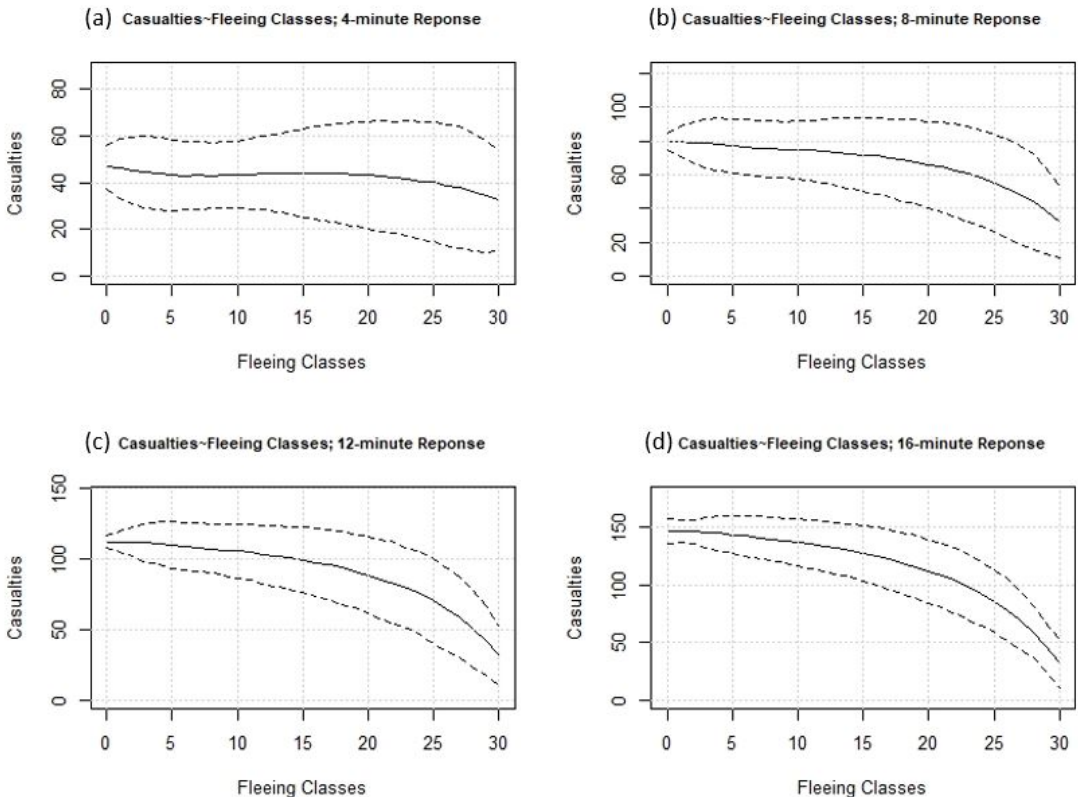 (a) Casualties~Fleeing Classes; 4-minute Reponse
Casualties
0 20 40 60 80
0 5 10 15 20 25 30
Fleeing Classes
(b) Casualties~Fleeing Classes; 8-minute Reponse
Casualties
0 20 60 100
0 5 10 15 20 25 30
Fleeing Classes
(c) Casualties~Fleeing Classes; 12-minute Reponse
Casualties
0 50 100 150
0 5 10 15 20 25 30
Fleeing Classes
(d) Casualties~Fleeing Classes; 16-minute Reponse
Casualties
0 50 100 150
0 5 10 15 20 25 30
Fleeing Classes